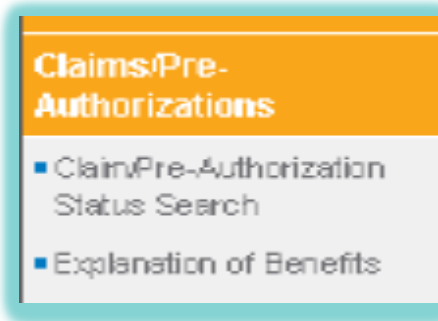 Claims/Pre-
Authorizations
Claim/Pre-Authorization
Status Search
Explanation of Benefits